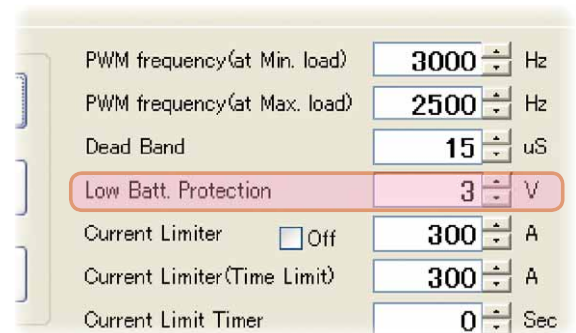 PWM frequency(at Min. load) 3000 Hz
PWM frequency(at Max. load) 2500 Hz
Dead Band 15 uS
Low Batt. Protection 3 V
Current Limiter Off 300 A
Current Limiter(Time Limit) 300 A
Current Limit Timer 0 Sec